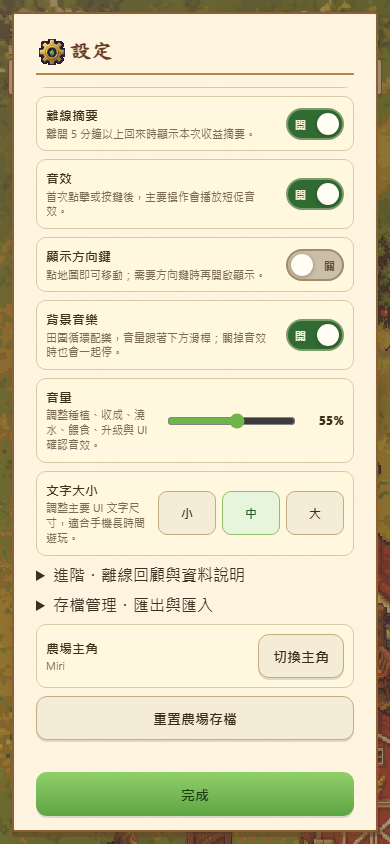 設定
離線摘要
離開 5 分鐘以上回來時顯示本次收益摘要。
開
音效
首次點擊或按鍵後，主要操作會播放短促音
效。
開
顯示方向鍵
點地圖即可移動；需要方向鍵時再開啟顯示。
關
背景音樂
田園循環配樂，音量跟著下方滑桿；關掉音效
時也會一起停。
開
音量
調整種植、收成、澆
水、餵食、升級與 UI
確認音效。
55%
文字大小
調整主要 UI 文字尺
寸，適合手機長時間
遊玩。
小
中
大
▶ 進階．離線回顧與資料說明
▶ 存檔管理．匯出與匯入
農場主角
Miri
切換主角
重置農場存檔
完成